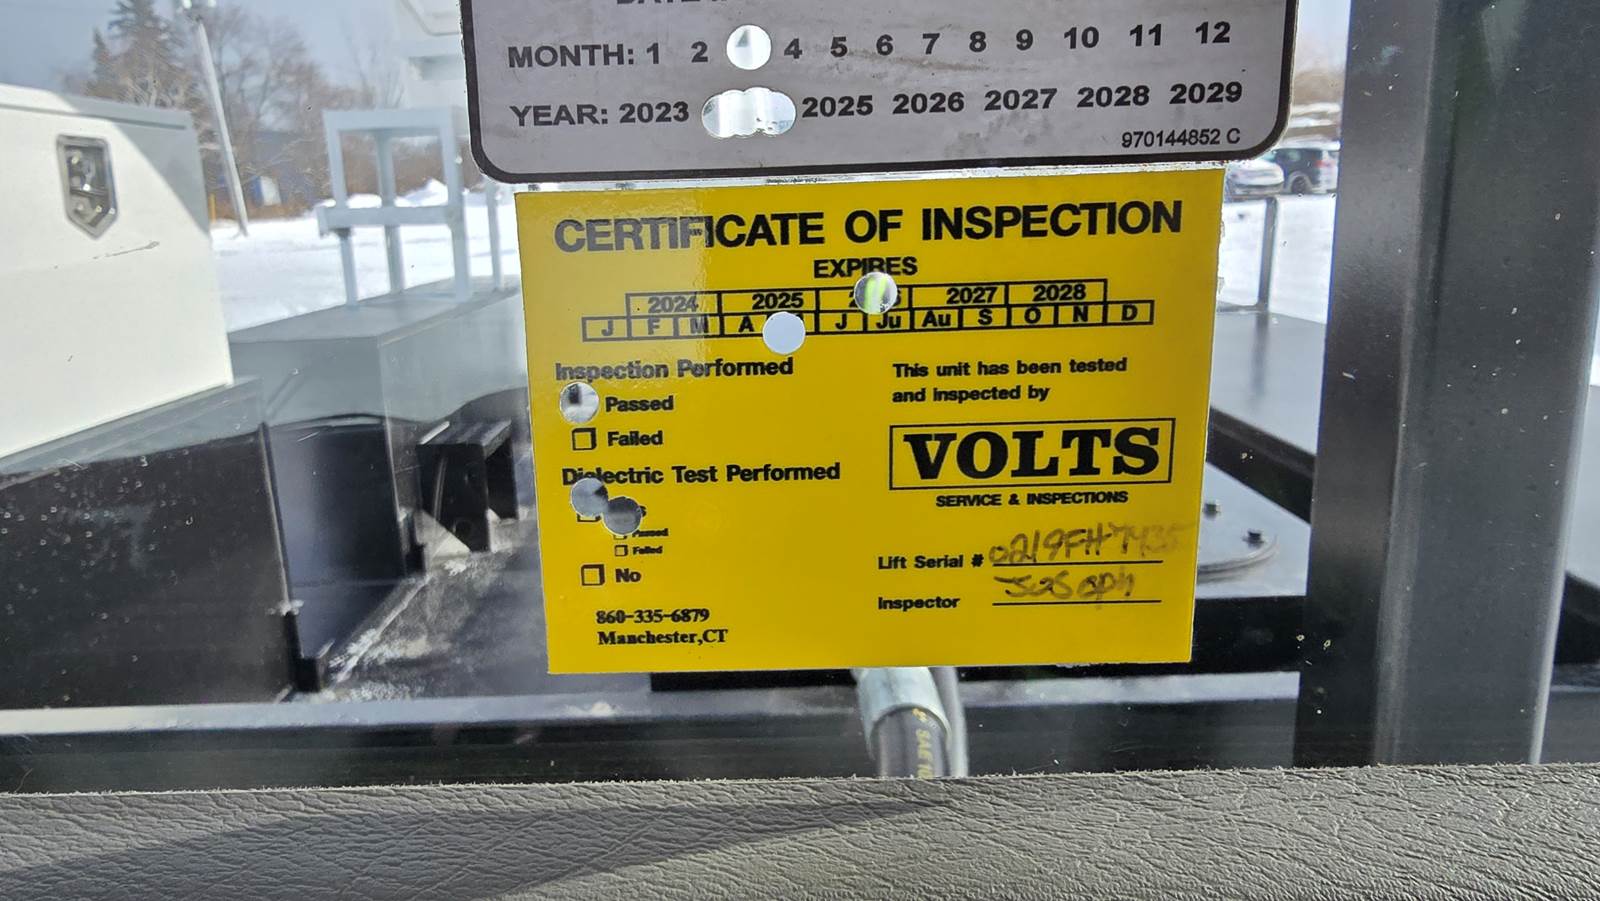 MONTH: 1 2 4 5 6 7 8 9 10 11 12
YEAR: 2023 2025 2026 2027 2028 2029
970144852 C
CERTIFICATE OF INSPECTION
EXPIRES
2024 2025 2027 2028
J F M A J Ju Au S O N D
Inspection Performed
Passed
Failed
Dielectric Test Performed
Passed
Failed
No
860-335-6879
Manchester,CT
This unit has been tested
and inspected by
VOLTS
SERVICE & INSPECTIONS
Lift Serial # 0219FH7435
Inspector Joseph